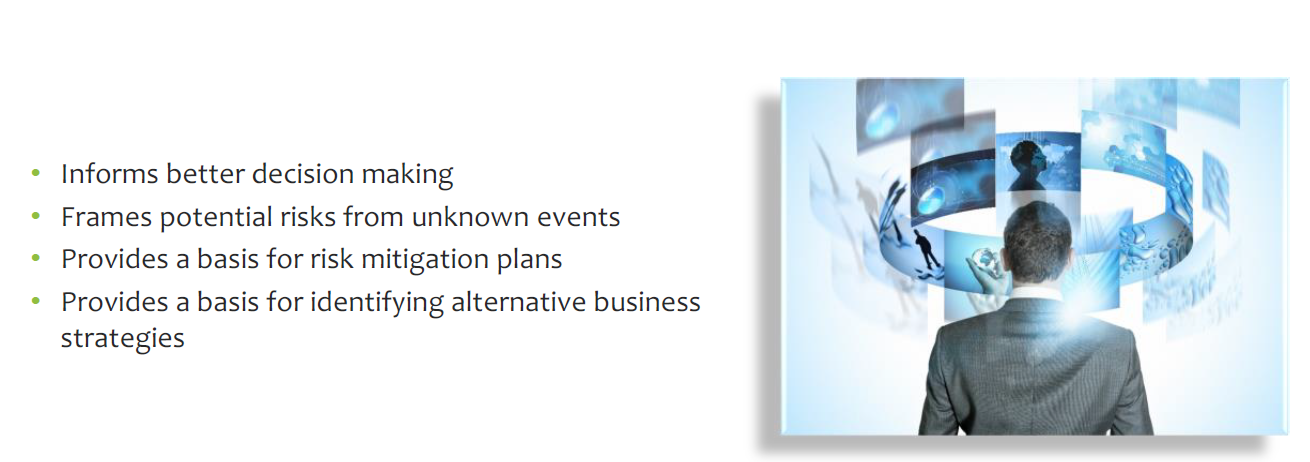 • Informs better decision making
• Frames potential risks from unknown events
• Provides a basis for risk mitigation plans
• Provides a basis for identifying alternative business
strategies